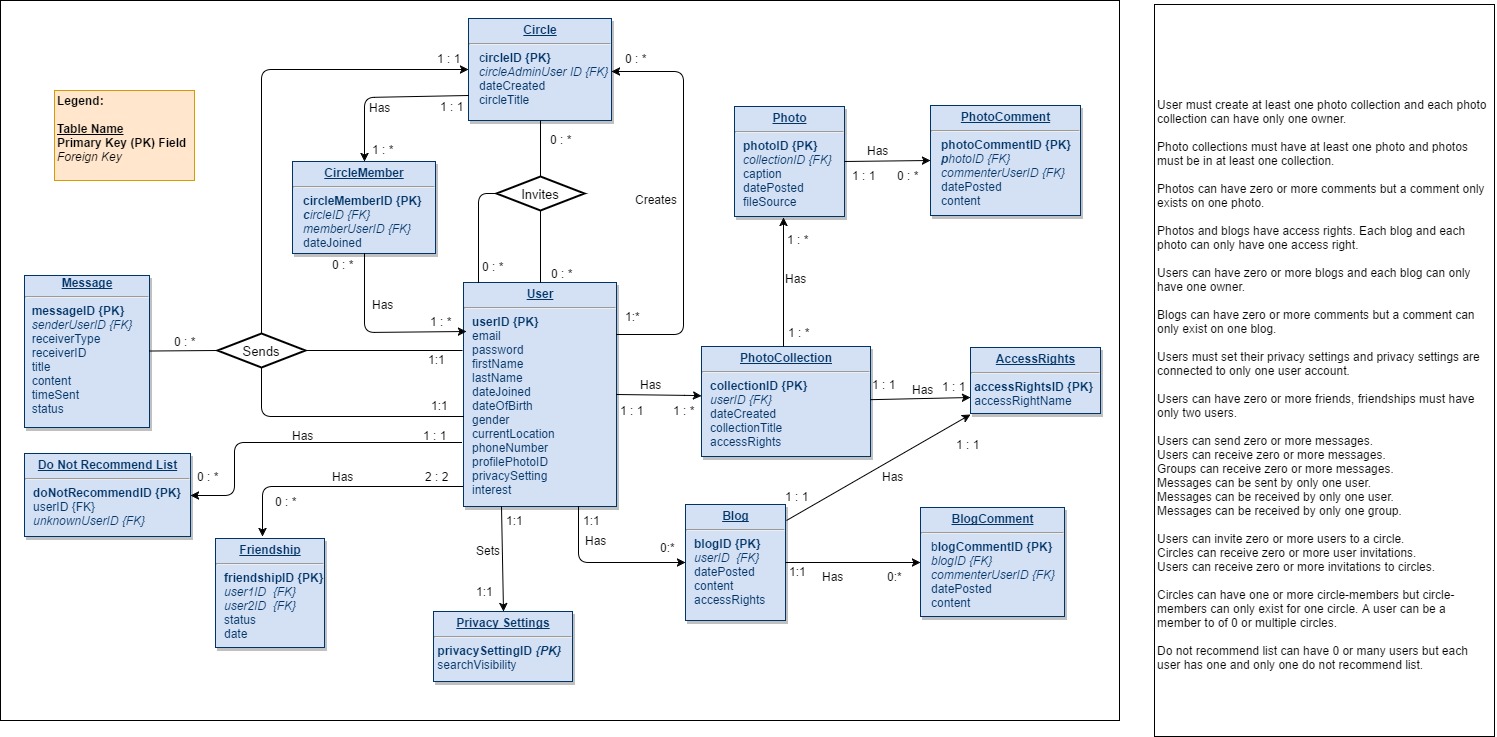 Legend:
Table Name
Primary Key (PK) Field
Foreign Key
Circle
circleID {PK}
circleAdminUser ID {FK}
dateCreated
circleTitle
1 : 1
0 : *
Has
1 : 1
1 : *
0 : *
CircleMember
circleMemberID {PK}
circleID {FK}
memberUserID {FK}
dateJoined
0 : *
Has
1 : *
Invites
0 : *
0 : *
Creates
1:*
Photo
photoID {PK}
collectionID {FK}
caption
datePosted
fileSource
Has
1 : 1
0 : *
PhotoComment
photoCommentID {PK}
photoID {FK}
commenterUserID {FK}
datePosted
content
1 : *
Has
1 : *
Message
messageID {PK}
senderUserID {FK}
receiverType
receiverID
title
content
timeSent
status
0 : *
Sends
1:1
1:1
User
userID {PK}
email
password
firstName
lastName
dateJoined
dateOfBirth
gender
currentLocation
phoneNumber
profilePhotoID
privacySetting
interest
Has
1 : 1
1 : *
PhotoCollection
collectionID {PK}
userID {FK}
dateCreated
collectionTitle
accessRights
1 : 1
Has
1 : 1
AccessRights
accessRightsID {PK}
accessRightName
1 : 1
Has
1 : 1
Has
1 : 1
0 : *
Do Not Recommend List
doNotRecommendID {PK}
userID {FK}
unknownUserID {FK}
Has
2 : 2
0 : *
Friendship
friendshipID {PK}
user1ID {FK}
user2ID {FK}
status
date
1:1
Sets
1:1
Privacy Settings
privacySettingID {PK}
searchVisibility
1:1
Has
0:*
Blog
blogID {PK}
userID {FK}
datePosted
content
accessRights
1:1
Has
0:*
BlogComment
blogCommentID {PK}
blogID {FK}
commenterUserID {FK}
datePosted
content
User must create at least one photo collection and each photo
collection can have only one owner.
Photo collections must have at least one photo and photos
must be in at least one collection.
Photos can have zero or more comments but a comment only
exists on one photo.
Photos and blogs have access rights. Each blog and each
photo can only have one access right.
Users can have zero or more blogs and each blog can only
have one owner.
Blogs can have zero or more comments but a comment can
only exist on one blog.
Users must set their privacy settings and privacy settings are
connected to only one user account.
Users can have zero or more friends, friendships must have
only two users.
Users can send zero or more messages.
Users can receive zero or more messages.
Groups can receive zero or more messages.
Messages can be sent by only one user.
Messages can be received by only one user.
Messages can be received by only one group.
Users can invite zero or more users to a circle.
Circles can receive zero or more user invitations.
Users can receive zero or more invitations to circles.
Circles can have one or more circle-members but circle-
members can only exist for one circle. A user can be a
member to of 0 or multiple circles.
Do not recommend list can have 0 or many users but each
user has one and only one do not recommend list.